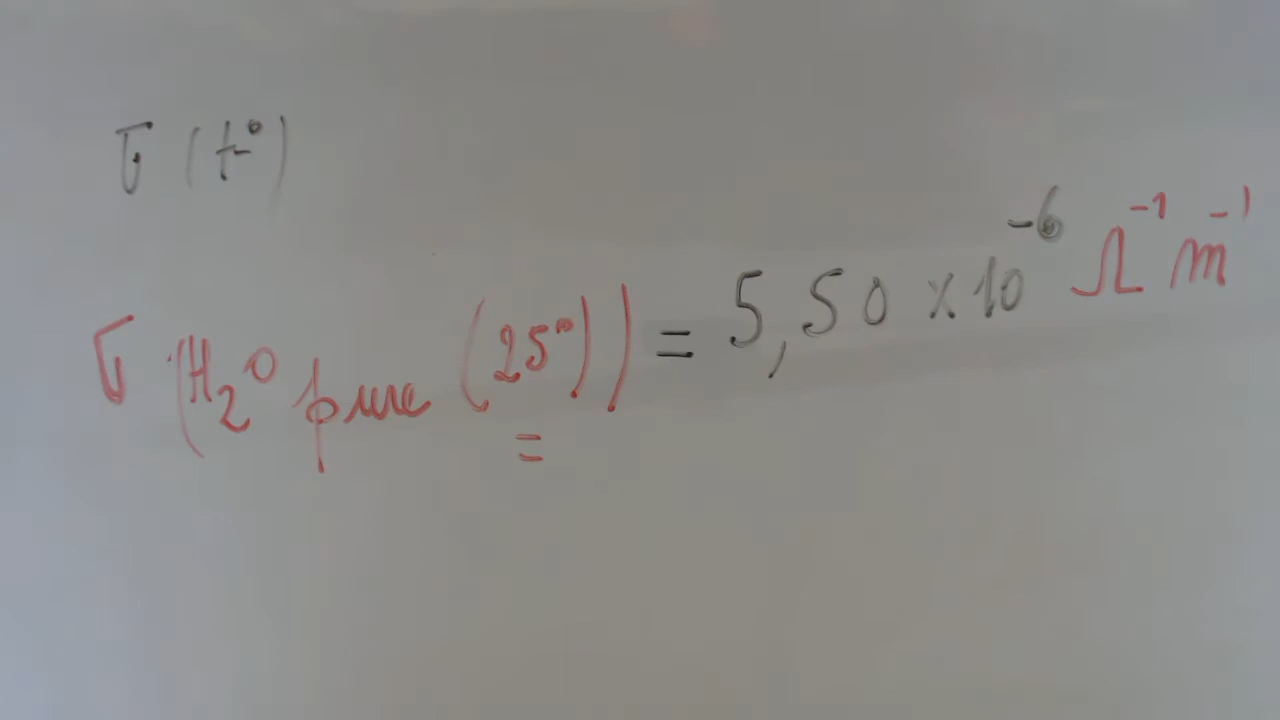 σ (t°)
σ (H₂O pure (25°)) = 5,50 × 10⁻⁶ Ω⁻¹ m⁻¹
=